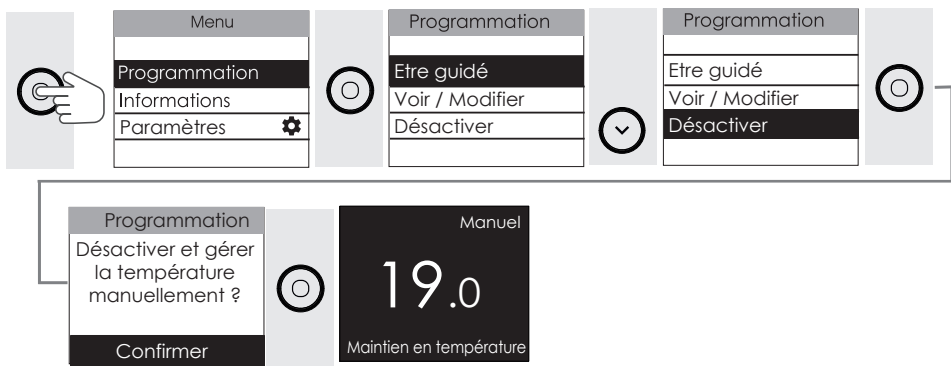 Menu
Programmation
Informations
Paramètres
Programmation
Etre guidé
Voir / Modifier
Désactiver
Programmation
Etre guidé
Voir / Modifier
Désactiver
Programmation
Désactiver et gérer
la température
manuellement ?
Confirmer
Manuel
19.0
Maintien en température